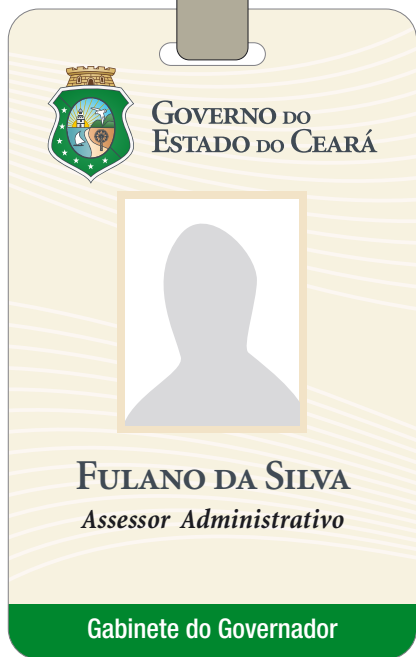 Governo do
Estado do Ceará
Fulano da Silva
Assessor Administrativo
Gabinete do Governador